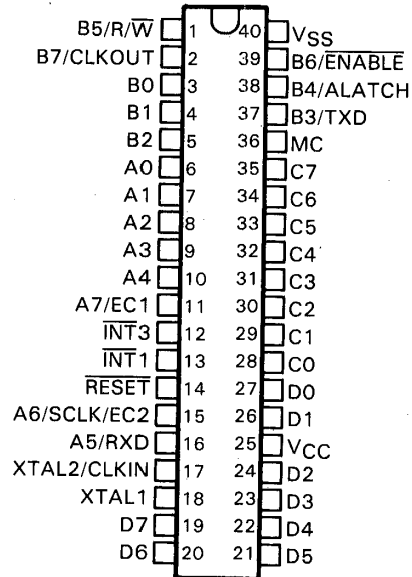 B5/R/W̅ 1 40 VSS
B7/CLKOUT 2 39 B6/E̅N̅A̅B̅L̅E̅
B0 3 38 B4/ALATCH
B1 4 37 B3/TXD
B2 5 36 MC
A0 6 35 C7
A1 7 34 C6
A2 8 33 C5
A3 9 32 C4
A4 10 31 C3
A7/EC1 11 30 C2
I̅N̅T̅3 12 29 C1
I̅N̅T̅1 13 28 C0
R̅E̅S̅E̅T̅ 14 27 D0
A6/SCLK/EC2 15 26 D1
A5/RXD 16 25 VCC
XTAL2/CLKIN 17 24 D2
XTAL1 18 23 D3
D7 19 22 D4
D6 20 21 D5